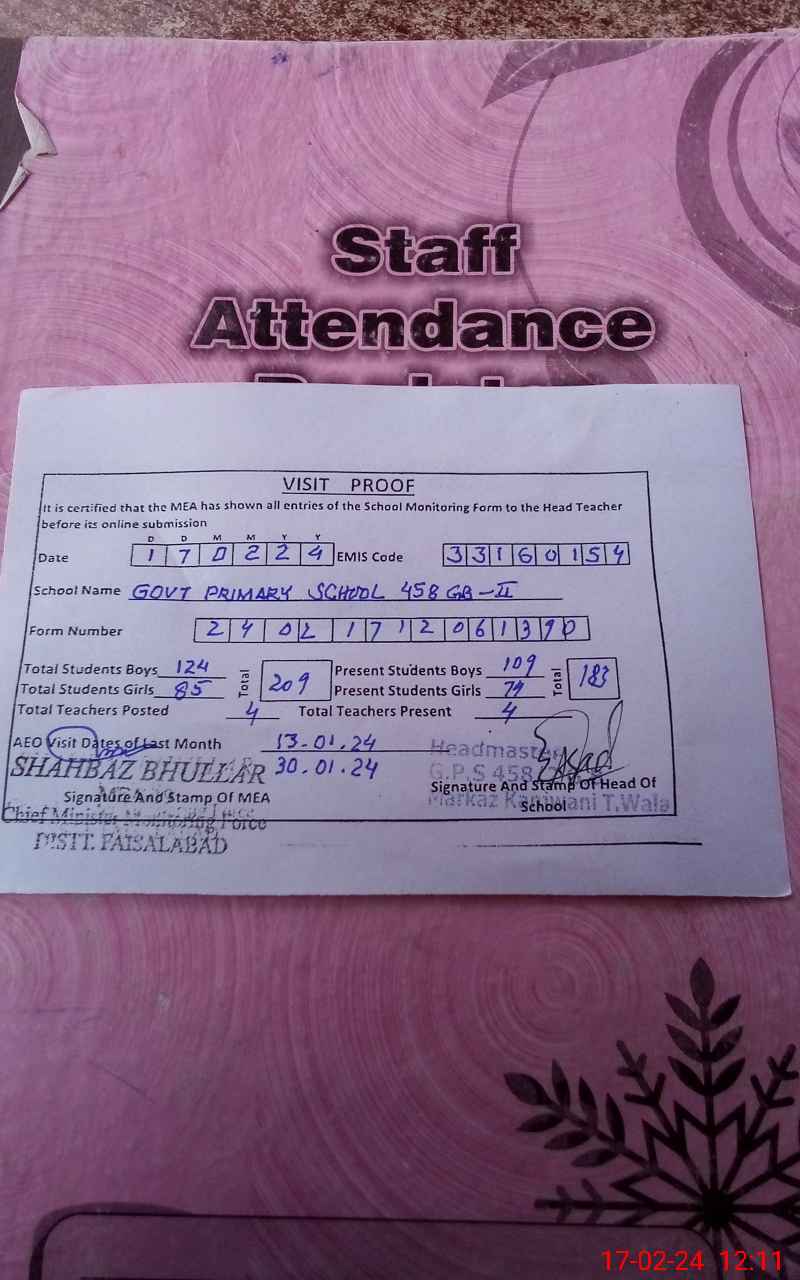 Staff
Attendance
VISIT PROOF
It is certified that the MEA has shown all entries of the School Monitoring Form to the Head Teacher
before its online submission
D D M M Y Y
Date 1 7 0 2 2 4 EMIS Code 3 3 1 6 0 1 5 4
School Name GOVT PRIMARY SCHOOL 458 GB-II
Form Number 2 4 0 2 1 7 1 2 0 6 1 3 9 0
Total Students Boys 124 Total 209 Present Students Boys 109 Total 183
Total Students Girls 85 Present Students Girls 74
Total Teachers Posted 4 Total Teachers Present 4
AEO Visit Dates of Last Month 13.01.24
30.01.24
SHAHBAZ BHULLAR
Signature And Stamp Of MEA
Chief Minister Monitoring Force
DISTT. FAISALABAD
Headmaster
G.P.S 458
Signature And Stamp Of Head Of
School
Markaz T.Wala
17-02-24 12:11